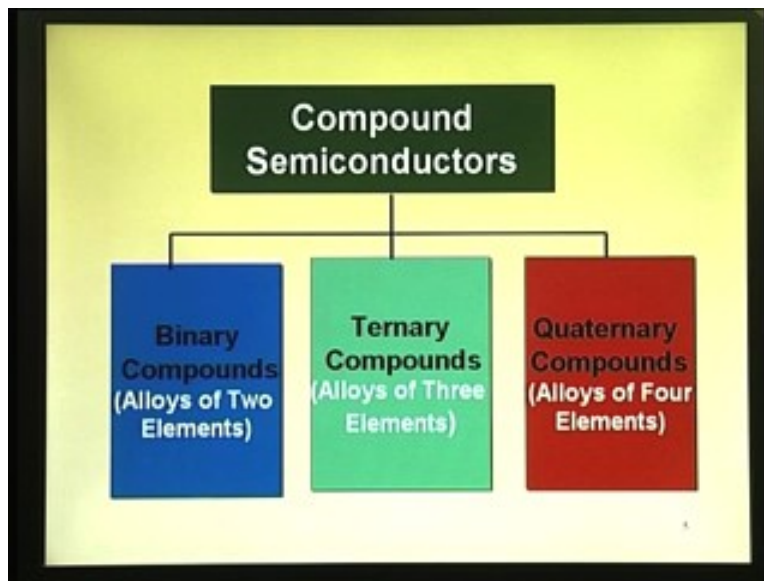 Compound
Semiconductors
Binary
Compounds
(Alloys of Two
Elements)
Ternary
Compounds
(Alloys of Three
Elements)
Quaternary
Compounds
(Alloys of Four
Elements)